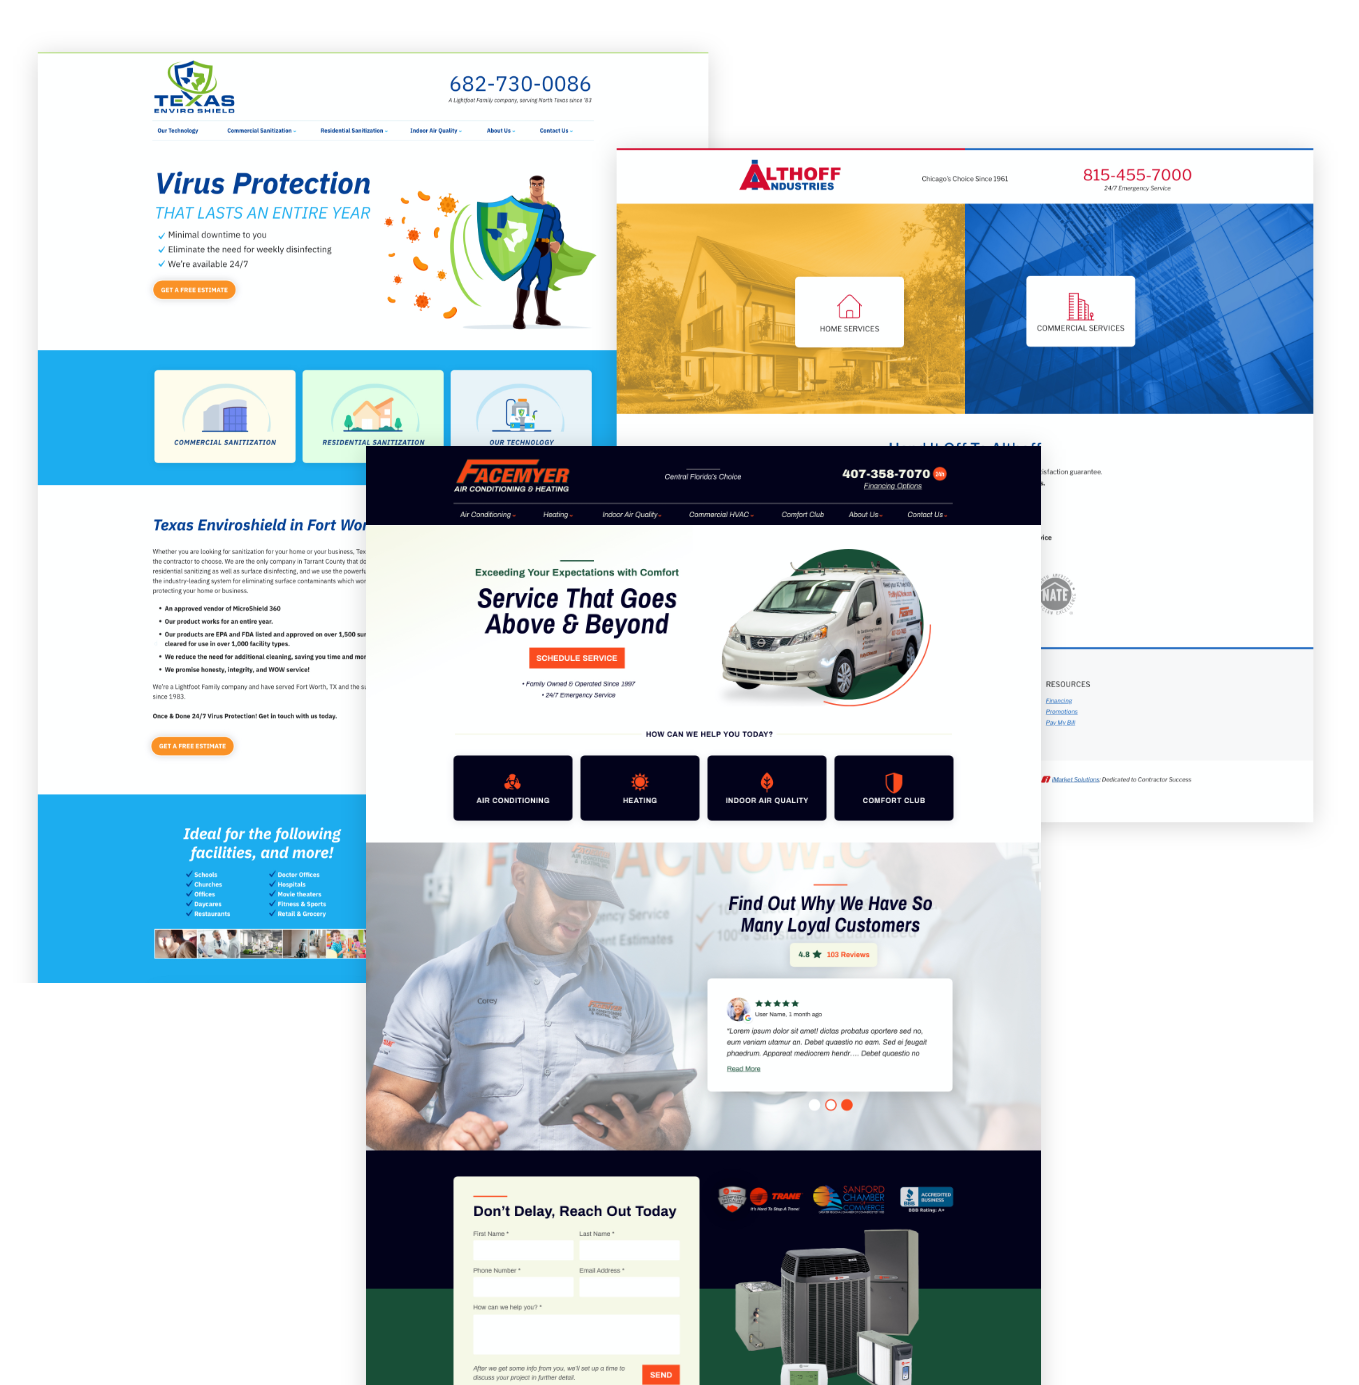 TEXAS
ENVIRO SHIELD
682-730-0086
A Lightfoot Family company, serving North Texas since '83
Our Technology
Commercial Sanitization
Residential Sanitization
Indoor Air Quality
About Us
Contact Us
Virus Protection
THAT LASTS AN ENTIRE YEAR
Minimal downtime to you
Eliminate the need for weekly disinfecting
We're available 24/7
GET A FREE ESTIMATE
COMMERCIAL SANITIZATION
RESIDENTIAL SANITIZATION
OUR TECHNOLOGY
Texas Enviroshield in Fort Wor
Whether you are looking for sanitization for your home or your business, Tex
the contractor to choose. We are the only company in Tarrant County that do
residential sanitizing as well as surface disinfecting, and we use the powerfu
the industry-leading system for eliminating surface contaminants which wor
protecting your home or business.
• An approved vendor of MicroShield 360
• Our product works for an entire year.
• Our products are EPA and FDA listed and approved on over 1,500 sur
cleared for use in over 1,000 facility types.
• We reduce the need for additional cleaning, saving you time and mon
• We promise honesty, integrity, and WOW service!
We're a Lightfoot Family company and have served Fort Worth, TX and the su
since 1983.
Once & Done 24/7 Virus Protection! Get in touch with us today.
GET A FREE ESTIMATE
Ideal for the following
facilities, and more!
Schools
Churches
Offices
Daycares
Restaurants
Doctor Offices
Hospitals
Movie theaters
Fitness & Sports
Retail & Grocery
ALTHOFF
INDUSTRIES
Chicago's Choice Since 1961
815-455-7000
24/7 Emergency Service
HOME SERVICES
COMMERCIAL SERVICES
isfaction guarantee.
s.
vice
NATE
RESOURCES
Financing
Promotions
Pay My Bill
iMarket Solutions: Dedicated to Contractor Success
FACEMYER
AIR CONDITIONING & HEATING
Central Florida's Choice
407-358-7070 24h
Financing Options
Air Conditioning
Heating
Indoor Air Quality
Commercial HVAC
Comfort Club
About Us
Contact Us
Exceeding Your Expectations with Comfort
Service That Goes
Above & Beyond
SCHEDULE SERVICE
• Family Owned & Operated Since 1997
• 24/7 Emergency Service
HOW CAN WE HELP YOU TODAY?
AIR CONDITIONING
HEATING
INDOOR AIR QUALITY
COMFORT CLUB
ACNOW.C
ency Service
ent Estimates
Corey
Find Out Why We Have So
Many Loyal Customers
4.8 ★ 103 Reviews
★★★★★
User Name, 1 month ago
"Lorem ipsum dolor sit amet! dictas probatus oportere sed no,
eum veniam utamur an. Debet quaestio no eam. Sed ei feugait
phaedrum. Appareat mediocrem hendr.... Debet quaestio no
Read More
Don't Delay, Reach Out Today
First Name *
Last Name *
Phone Number *
Email Address *
How can we help you? *
After we get some info from you, we'll set up a time to
discuss your project in further detail.
SEND
TRANE
It's Hard To Stop A Trane
SANFORD
CHAMBER
OF
COMMERCE
BBB
ACCREDITED
BUSINESS
BBB Rating: A+